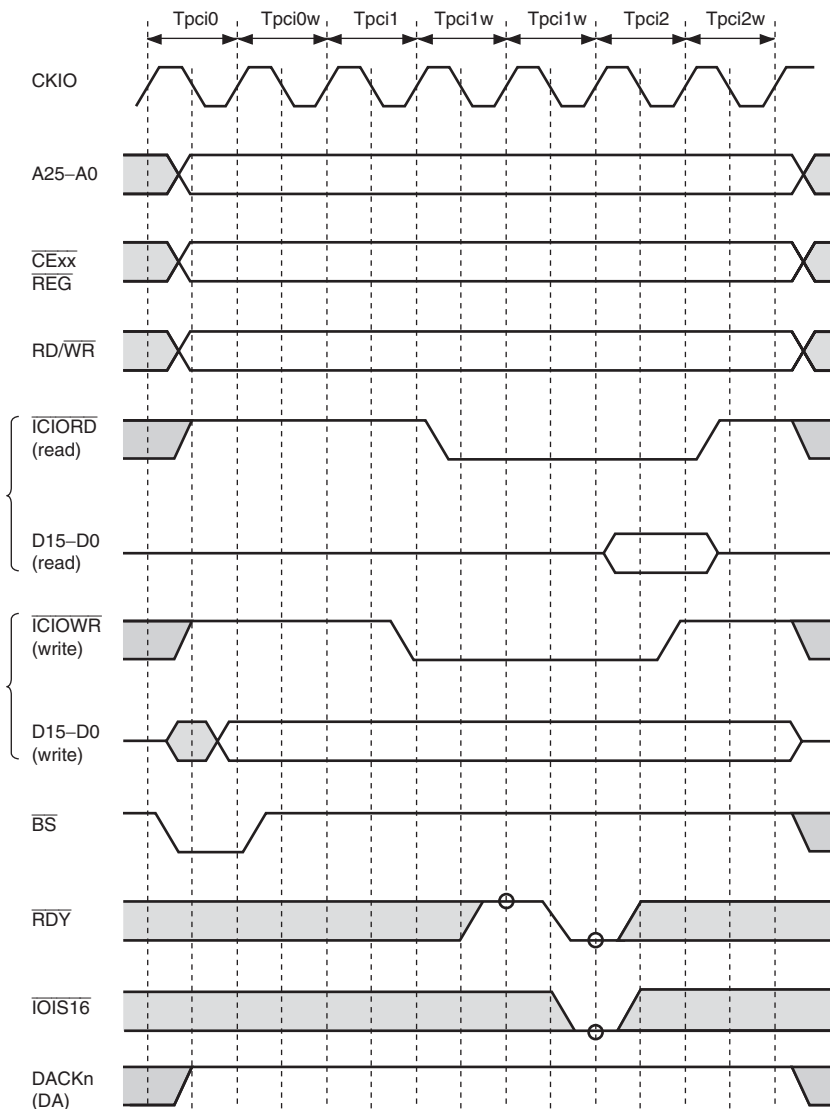 Tpci0 Tpci0w Tpci1 Tpci1w Tpci1w Tpci2 Tpci2w
CKIO
A25–A0
CExx
REG
RD/WR
ICIORD
(read)
D15–D0
(read)
ICIOWR
(write)
D15–D0
(write)
BS
RDY
IOIS16
DACKn
(DA)